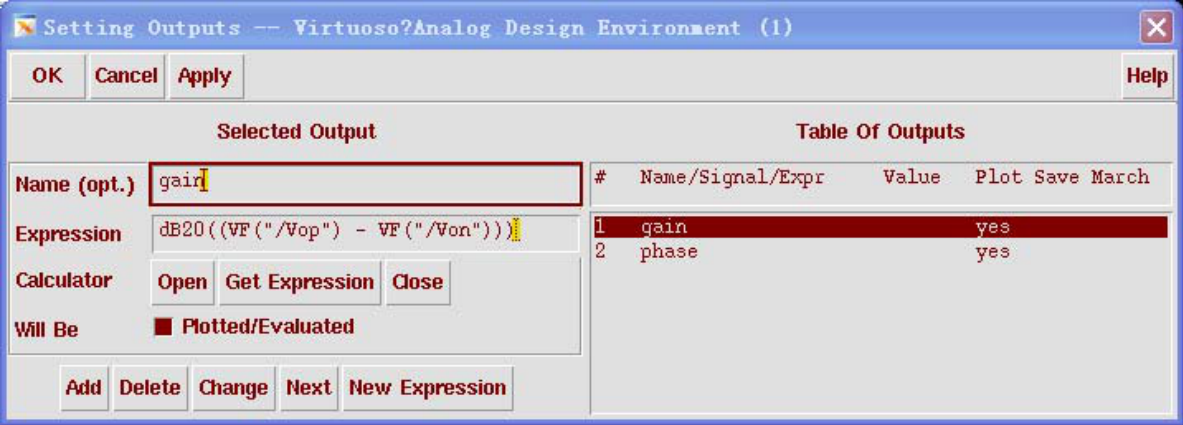 Setting Outputs -- Virtuoso?Analog Design Environment (1)
OK Cancel Apply Help
Selected Output
Name (opt.) gain
Expression dB20((VF("/Vop") - VF("/Von")))
Calculator Open Get Expression Close
Will Be Plotted/Evaluated
Add Delete Change Next New Expression
Table Of Outputs
# Name/Signal/Expr Value Plot Save March
1 gain yes
2 phase yes